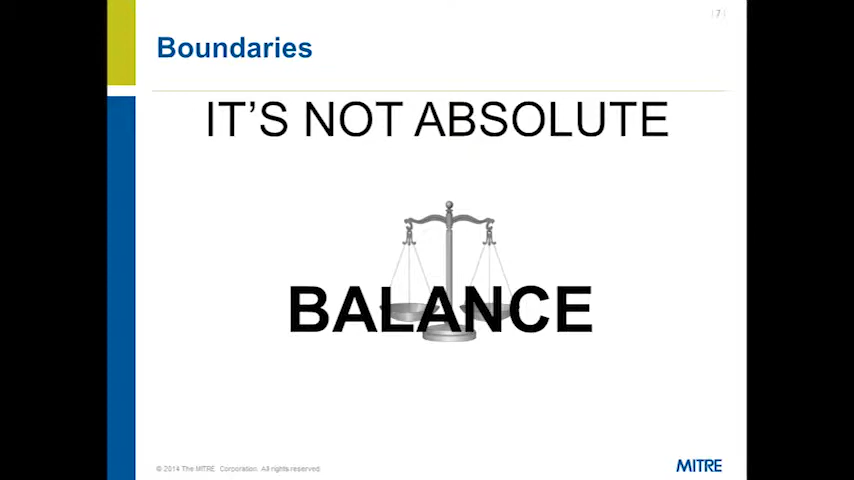 | 7 |
Boundaries
IT'S NOT ABSOLUTE
BALANCE
© 2014 The MITRE Corporation. All rights reserved.
MITRE